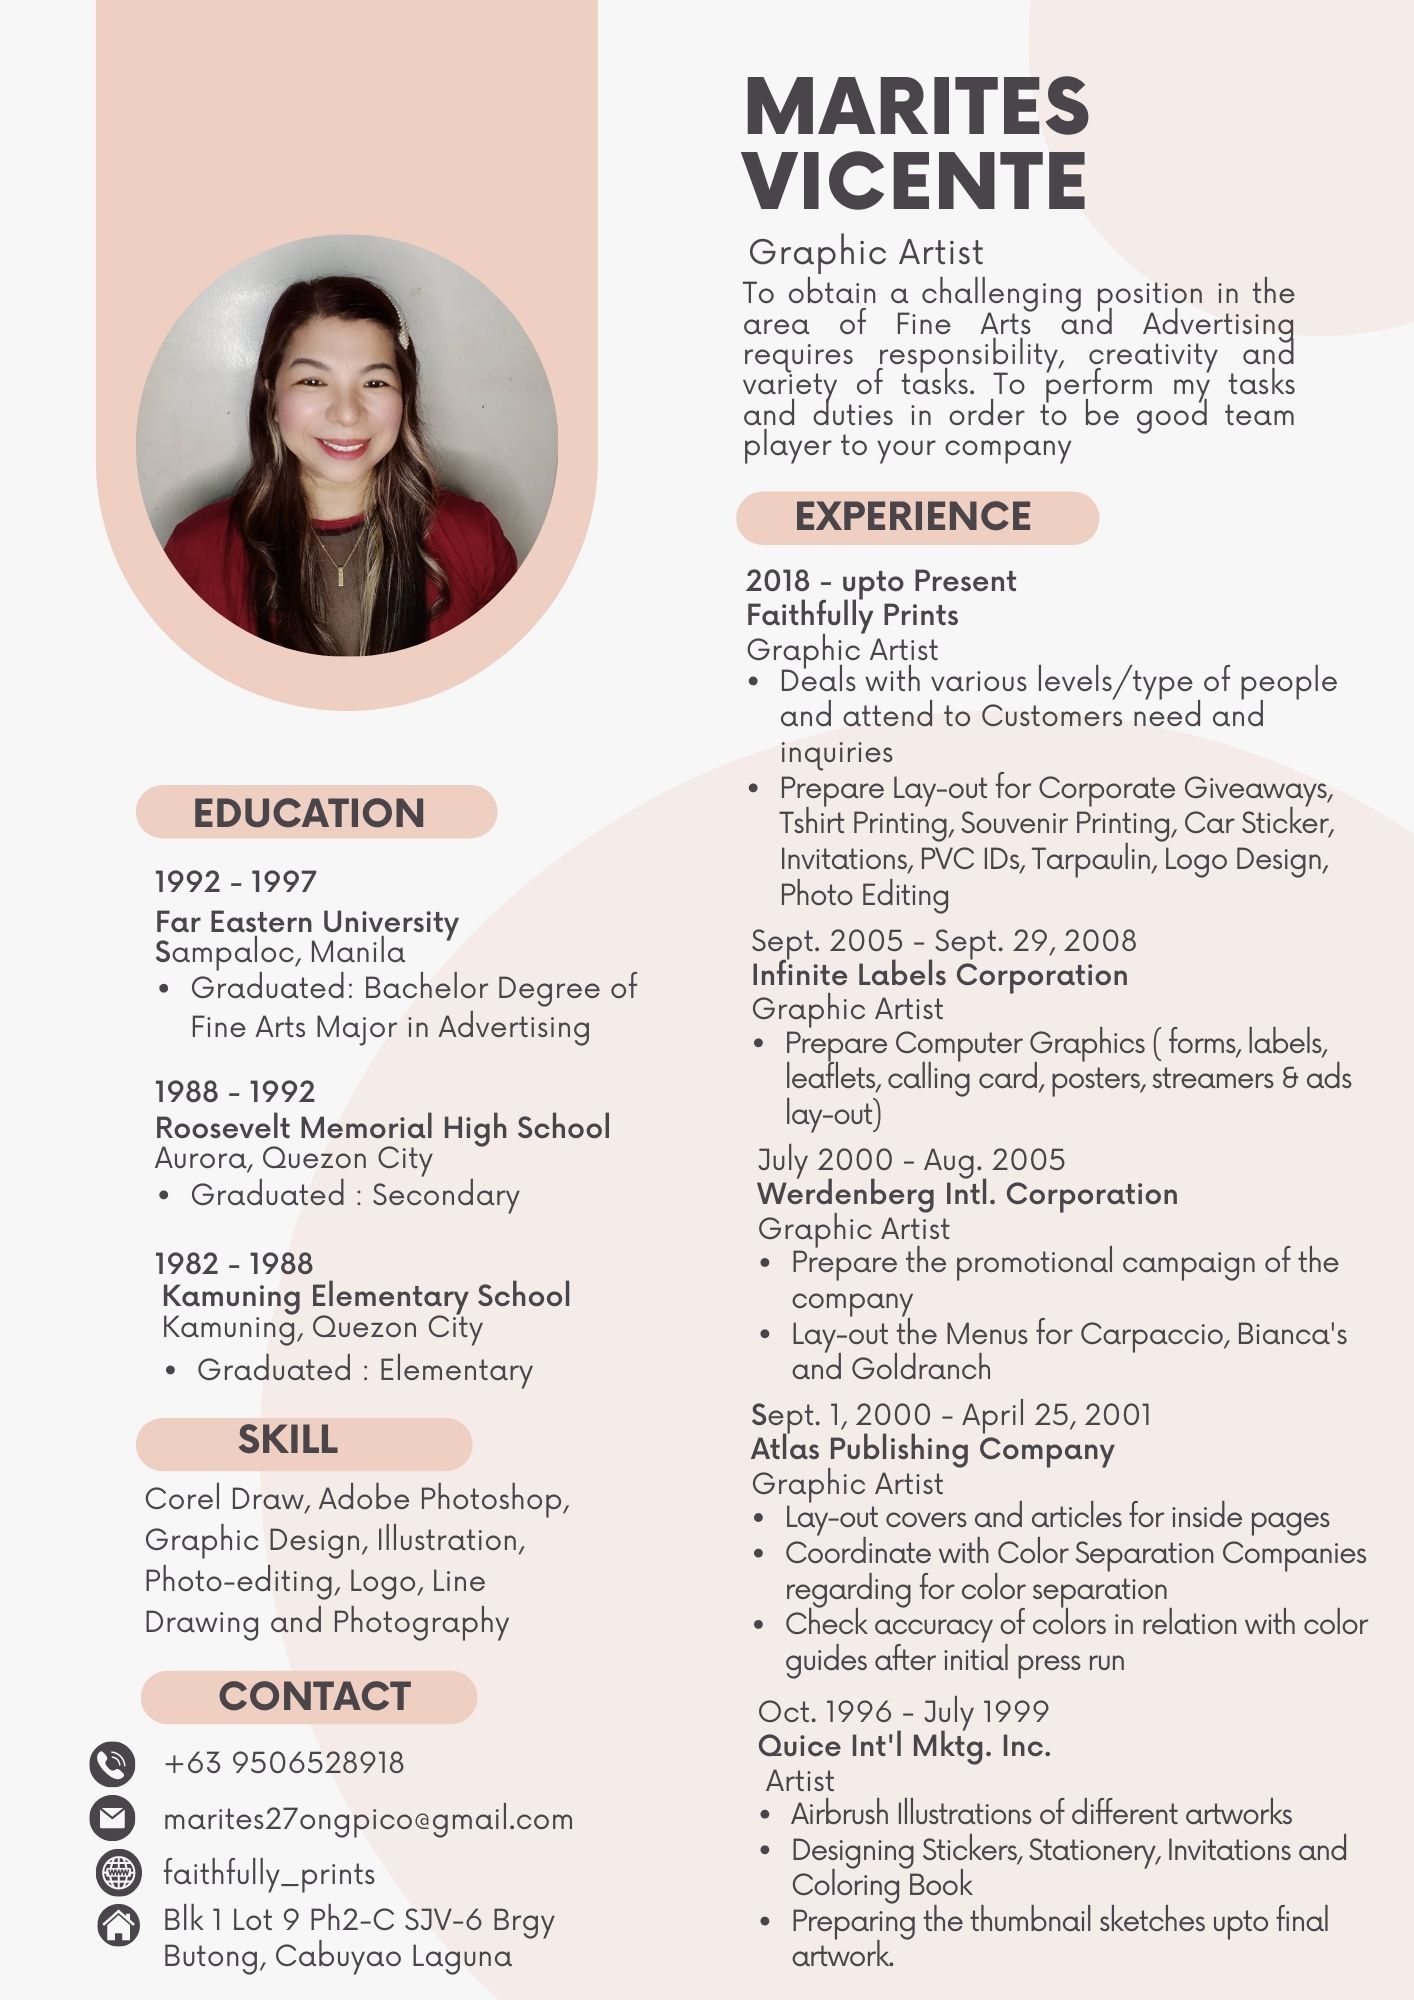 MARITES
VICENTE
Graphic Artist
To obtain a challenging position in the
area of Fine Arts and Advertising
requires responsibility, creativity and
variety of tasks. To perform my tasks
and duties in order to be good team
player to your company
EDUCATION
1992 - 1997
Far Eastern University
Sampaloc, Manila
• Graduated: Bachelor Degree of
Fine Arts Major in Advertising
1988 - 1992
Roosevelt Memorial High School
Aurora, Quezon City
• Graduated : Secondary
1982 - 1988
Kamuning Elementary School
Kamuning, Quezon City
• Graduated : Elementary
SKILL
Corel Draw, Adobe Photoshop,
Graphic Design, Illustration,
Photo-editing, Logo, Line
Drawing and Photography
CONTACT
+63 9506528918
marites27ongpico@gmail.com
faithfully_prints
Blk 1 Lot 9 Ph2-C SJV-6 Brgy
Butong, Cabuyao Laguna
EXPERIENCE
2018 - upto Present
Faithfully Prints
Graphic Artist
• Deals with various levels/type of people
and attend to Customers need and
inquiries
• Prepare Lay-out for Corporate Giveaways,
Tshirt Printing, Souvenir Printing, Car Sticker,
Invitations, PVC IDs, Tarpaulin, Logo Design,
Photo Editing
Sept. 2005 - Sept. 29, 2008
Infinite Labels Corporation
Graphic Artist
• Prepare Computer Graphics ( forms, labels,
leaflets, calling card, posters, streamers & ads
lay-out)
July 2000 - Aug. 2005
Werdenberg Intl. Corporation
Graphic Artist
• Prepare the promotional campaign of the
company
• Lay-out the Menus for Carpaccio, Bianca's
and Goldranch
Sept. 1, 2000 - April 25, 2001
Atlas Publishing Company
Graphic Artist
• Lay-out covers and articles for inside pages
• Coordinate with Color Separation Companies
regarding for color separation
• Check accuracy of colors in relation with color
guides after initial press run
Oct. 1996 - July 1999
Quice Int'l Mktg. Inc.
Artist
• Airbrush Illustrations of different artworks
• Designing Stickers, Stationery, Invitations and
Coloring Book
• Preparing the thumbnail sketches upto final
artwork.